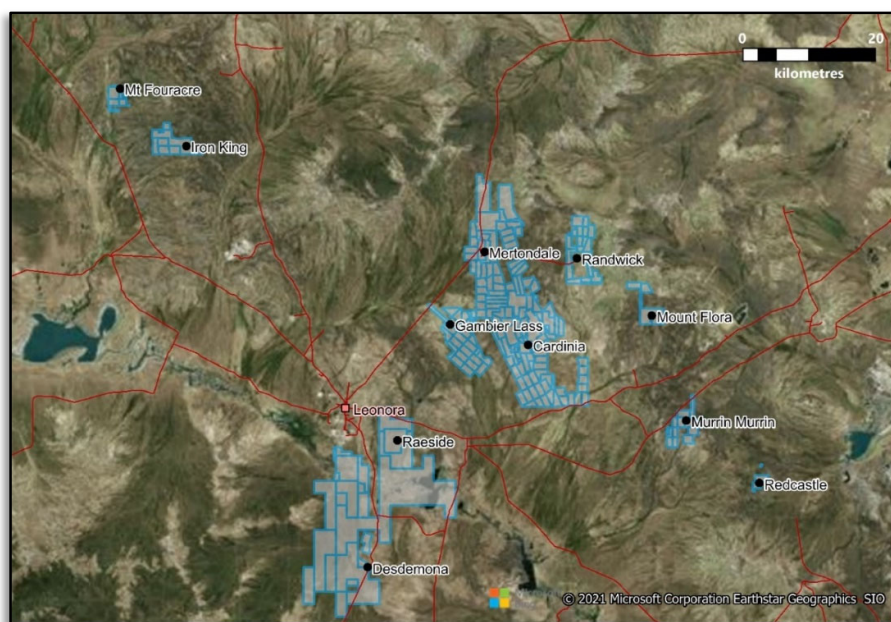 0 20
kilometres
Mt Fouracre
Iron King
Mertondale
Randwick
Gambier Lass
Mount Flora
Cardinia
Leonora
Murrin Murrin
Raeside
Redcastle
Desdemona
© 2021 Microsoft Corporation Earthstar Geographics SIO